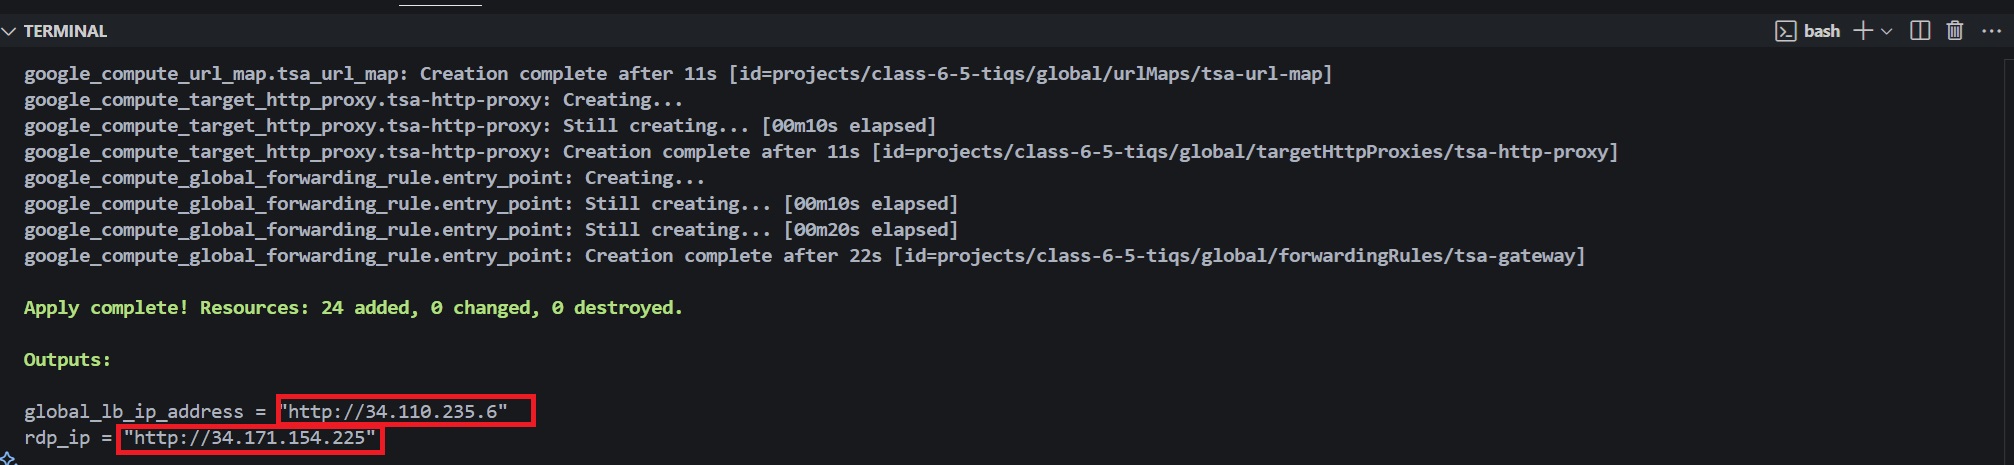 TERMINAL
bash
google_compute_url_map.tsa_url_map: Creation complete after 11s [id=projects/class-6-5-tiqs/global/urlMaps/tsa-url-map]
google_compute_target_http_proxy.tsa-http-proxy: Creating...
google_compute_target_http_proxy.tsa-http-proxy: Still creating... [00m10s elapsed]
google_compute_target_http_proxy.tsa-http-proxy: Creation complete after 11s [id=projects/class-6-5-tiqs/global/targetHttpProxies/tsa-http-proxy]
google_compute_global_forwarding_rule.entry_point: Creating...
google_compute_global_forwarding_rule.entry_point: Still creating... [00m10s elapsed]
google_compute_global_forwarding_rule.entry_point: Still creating... [00m20s elapsed]
google_compute_global_forwarding_rule.entry_point: Creation complete after 22s [id=projects/class-6-5-tiqs/global/forwardingRules/tsa-gateway]
Apply complete! Resources: 24 added, 0 changed, 0 destroyed.
Outputs:
global_lb_ip_address = "http://34.110.235.6"
rdp_ip = "http://34.171.154.225"